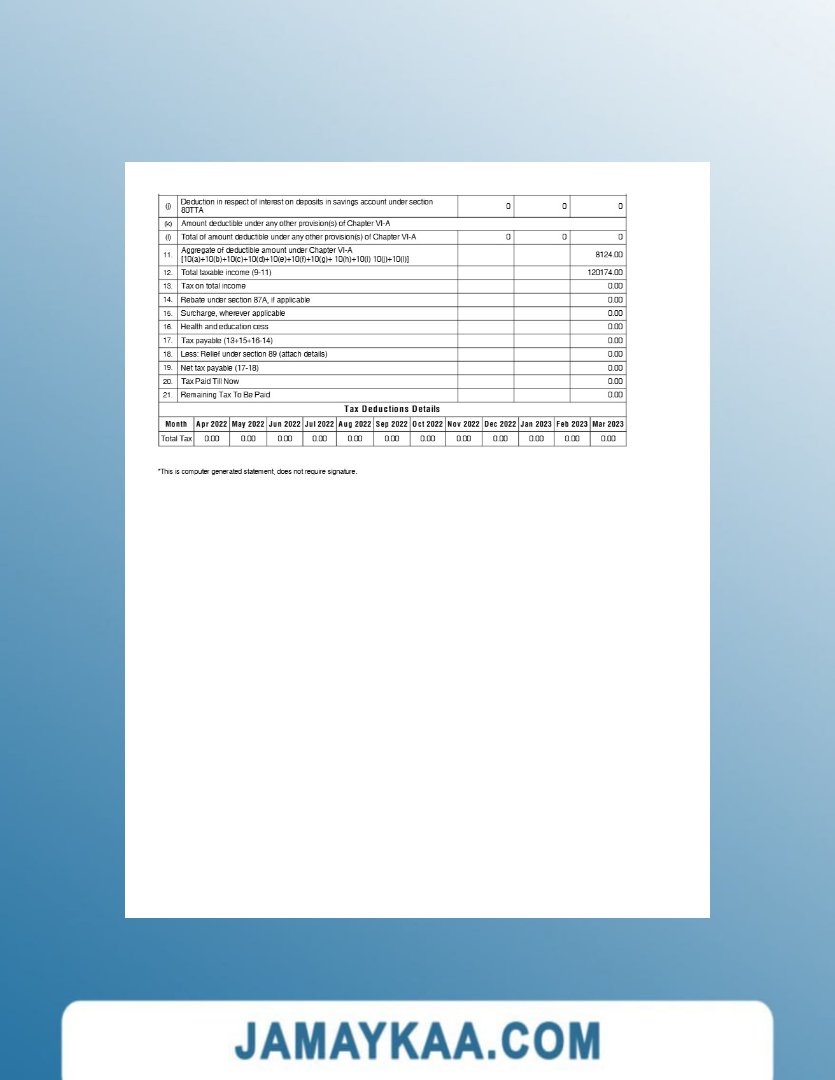 (j) Deduction in respect of interest on deposits in savings account under section 0 0 0
80TTA
(k) Amount deductible under any other provision(s) of Chapter VI-A
(l) Total of amount deductible under any other provision(s) of Chapter VI-A 0 0 0
11. Aggregate of deductible amount under Chapter VI-A 8124.00
[10(a)+10(b)+10(c)+10(d)+10(e)+10(f)+10(g)+ 10(h)+10(i) 10(j)+10(l)]
12. Total taxable income (9-11) 120174.00
13. Tax on total income 0.00
14. Rebate under section 87A, if applicable 0.00
15. Surcharge, wherever applicable 0.00
16. Health and education cess 0.00
17. Tax payable (13+15+16-14) 0.00
18. Less: Relief under section 89 (attach details) 0.00
19. Net tax payable (17-18) 0.00
20. Tax Paid Till Now 0.00
21. Remaining Tax To Be Paid 0.00
Tax Deductions Details
Month Apr 2022 May 2022 Jun 2022 Jul 2022 Aug 2022 Sep 2022 Oct 2022 Nov 2022 Dec 2022 Jan 2023 Feb 2023 Mar 2023
Total Tax 0.00 0.00 0.00 0.00 0.00 0.00 0.00 0.00 0.00 0.00 0.00 0.00
*This is computer generated statement, does not require signature.
JAMAYKAA.COM